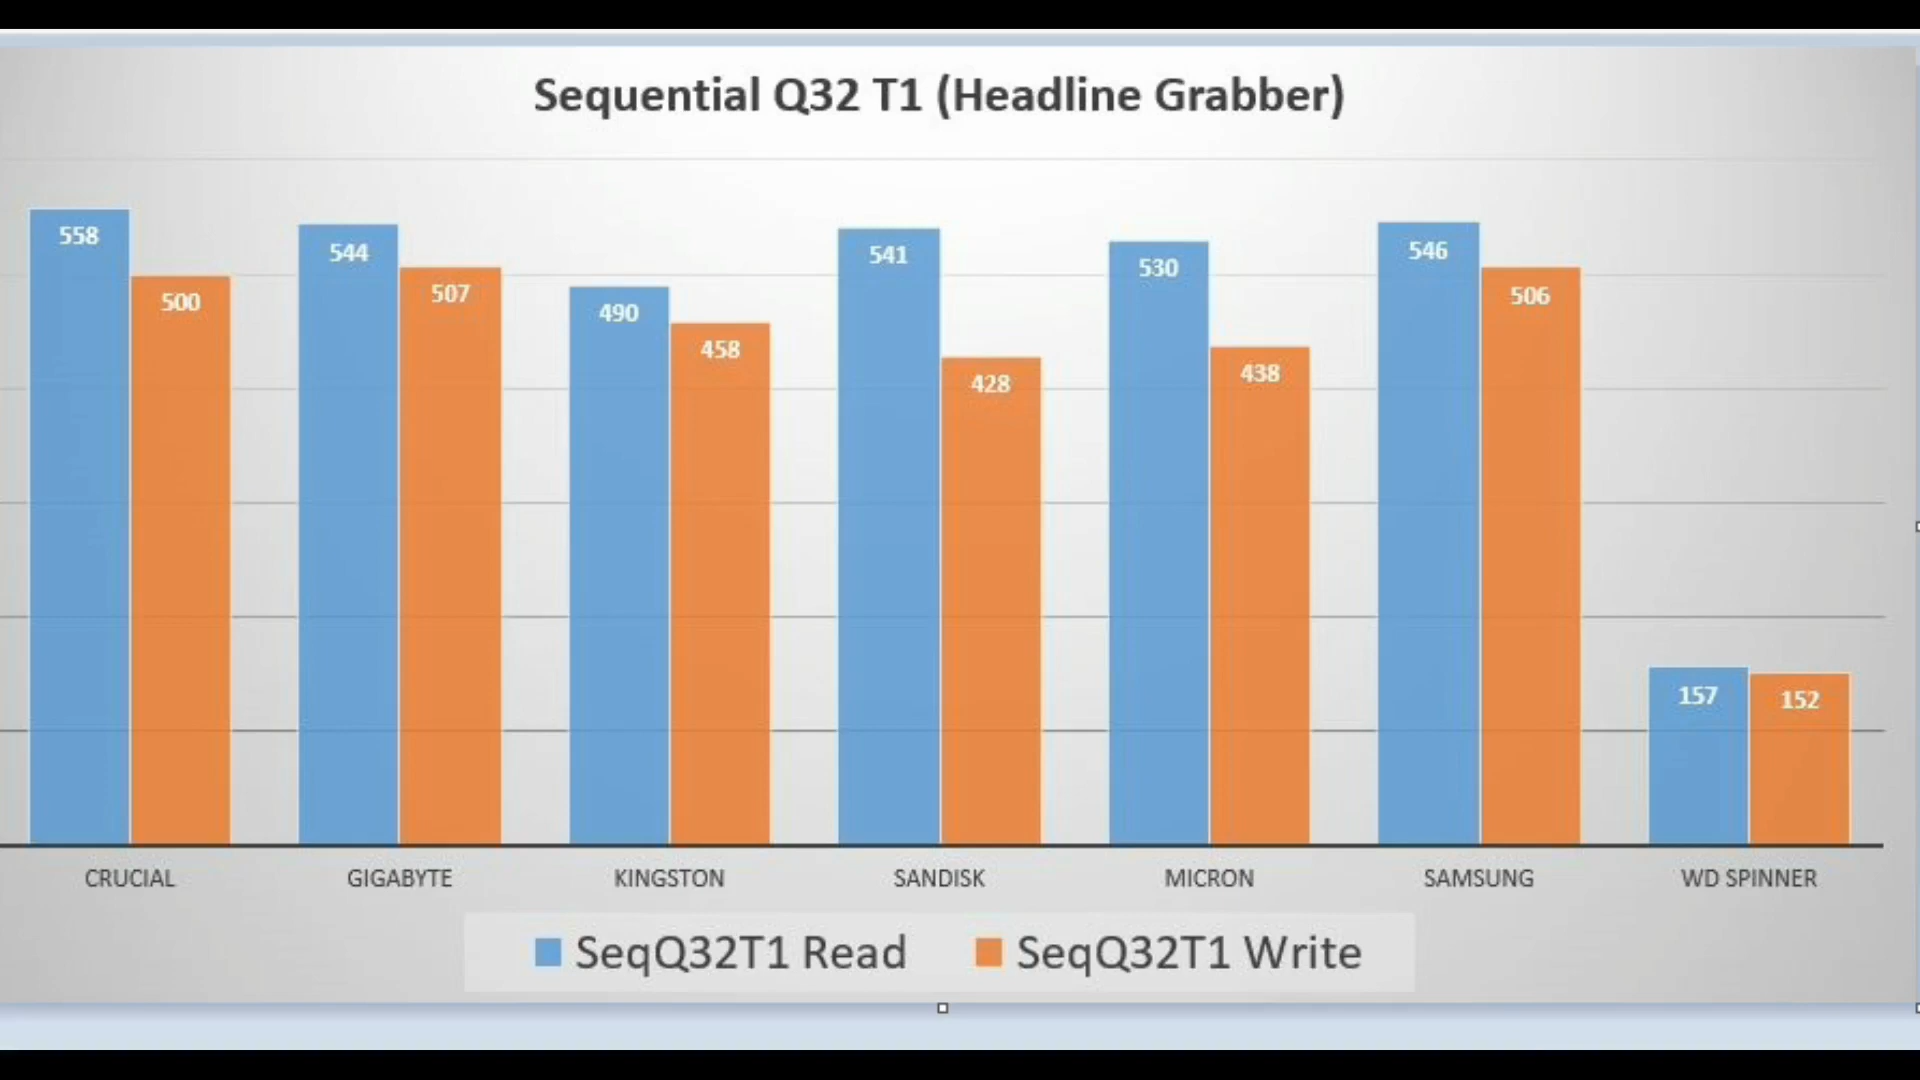 Sequential Q32 T1 (Headline Grabber)
558 500 544 507 490 458 541 428 530 438 546 506 157 152
CRUCIAL GIGABYTE KINGSTON SANDISK MICRON SAMSUNG WD SPINNER
SeqQ32T1 Read SeqQ32T1 Write